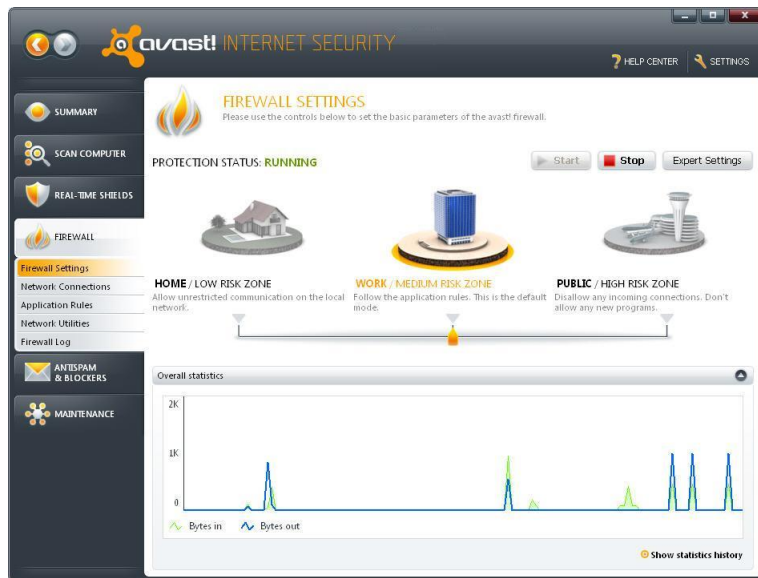 avast! INTERNET SECURITY
HELP CENTER
SETTINGS
SUMMARY
SCAN COMPUTER
REAL-TIME SHIELDS
FIREWALL
Firewall Settings
Network Connections
Application Rules
Network Utilities
Firewall Log
ANTISPAM
& BLOCKERS
MAINTENANCE
FIREWALL SETTINGS
Please use the controls below to set the basic parameters of the avast! firewall.
PROTECTION STATUS: RUNNING
Start
Stop
Expert Settings
HOME / LOW RISK ZONE
Allow unrestricted communication on the local
network.
WORK / MEDIUM RISK ZONE
Follow the application rules. This is the default
mode.
PUBLIC / HIGH RISK ZONE
Disallow any incoming connections. Don't
allow any new programs.
Overall statistics
2K
1K
0
Bytes in
Bytes out
Show statistics history